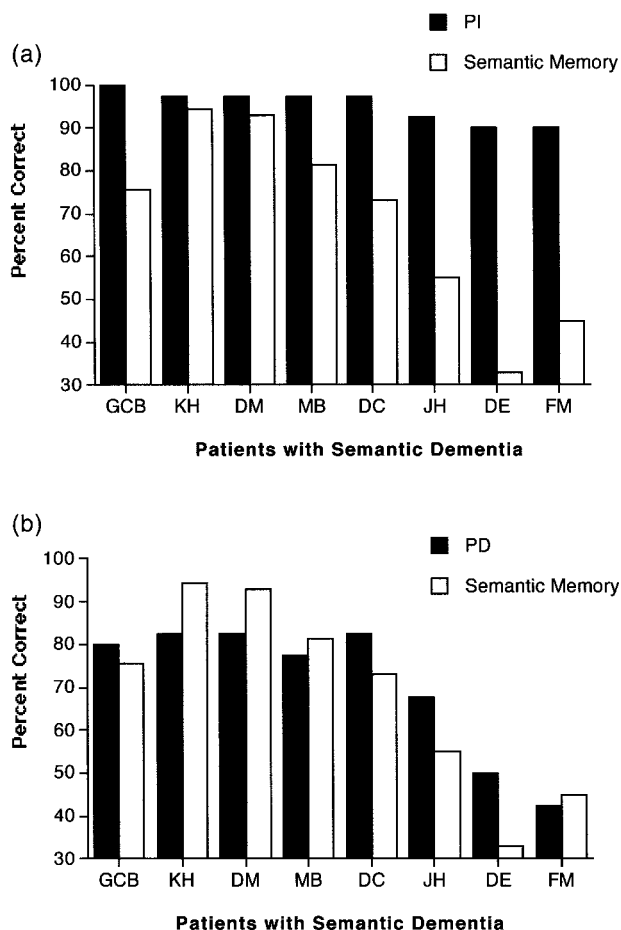 (a)
PI
Semantic Memory
Percent Correct
100
90
80
70
60
50
40
30
GCB KH DM MB DC JH DE FM
Patients with Semantic Dementia
(b)
PD
Semantic Memory
Percent Correct
100
90
80
70
60
50
40
30
GCB KH DM MB DC JH DE FM
Patients with Semantic Dementia